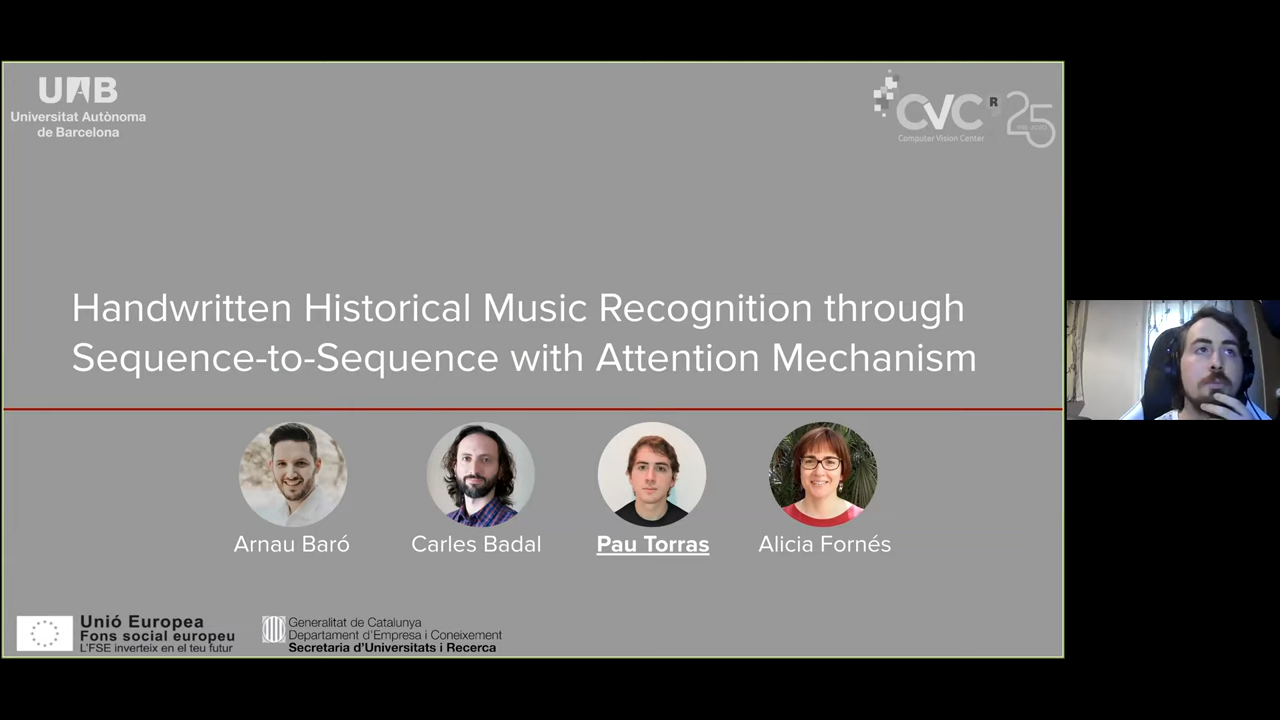 UAB
Universitat Autònoma
de Barcelona
CVC R 25
Computer Vision Center
Handwritten Historical Music Recognition through
Sequence-to-Sequence with Attention Mechanism
Arnau Baró
Carles Badal
Pau Torras
Alicia Fornés
Unió Europea
Fons social europeu
L'FSE inverteix en el teu futur
Generalitat de Catalunya
Departament d'Empresa i Coneixement
Secretaria d'Universitats i Recerca